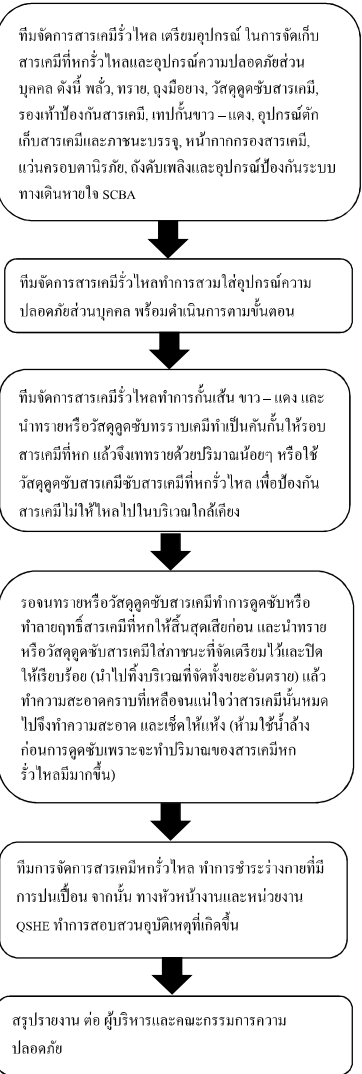 ทีมจัดการสารเคมีรั่วไหล เตรียมอุปกรณ์ ในการจัดเก็บ
สารเคมีที่หกรั่วไหลและอุปกรณ์ความปลอดภัยส่วน
บุคคล ดังนี้ พลั่ว, ทราย, ถุงมือยาง, วัสดุดูดซับสารเคมี,
รองเท้าป้องกันสารเคมี, เทปกั้นขาว – แดง, อุปกรณ์ตัก
เก็บสารเคมีและภาชนะบรรจุ, หน้ากากกรองสารเคมี,
แว่นครอบตานิรภัย, ถังดับเพลิงและอุปกรณ์ป้องกันระบบ
ทางเดินหายใจ SCBA
ทีมจัดการสารเคมีรั่วไหลทำการสวมใส่อุปกรณ์ความ
ปลอดภัยส่วนบุคคล พร้อมดำเนินการตามขั้นตอน
ทีมจัดการสารเคมีรั่วไหลทำการกั้นเส้น ขาว – แดง และ
นำทรายหรือวัสดุดูดซับทรราบเคมีทำเป็นคันกั้นให้รอบ
สารเคมีที่หก แล้วจึงเททรายด้วยปริมาณน้อยๆ หรือใช้
วัสดุดูดซับสารเคมีซับสารเคมีที่หกรั่วไหล เพื่อป้องกัน
สารเคมีไม่ให้ไหลไปในบริเวณใกล้เคียง
รอจนทรายหรือวัสดุดูดซับสารเคมีทำการดูดซับหรือ
ทำลายฤทธิ์สารเคมีที่หกให้สิ้นสุดเสียก่อน และนำทราย
หรือวัสดุดูดซับสารเคมีใส่ภาชนะที่จัดเตรียมไว้และปิด
ให้เรียบร้อย (นำไปทิ้งบริเวณที่จัดทิ้งขยะอันตราย) แล้ว
ทำความสะอาดคราบที่เหลือจนแน่ใจว่าสารเคมีนั้นหมด
ไปจึงทำความสะอาด และเช็ดให้แห้ง (ห้ามใช้น้ำล้าง
ก่อนการดูดซับเพราะจะทำปริมาณของสารเคมีหก
รั่วไหลมีมากขึ้น)
ทีมการจัดการสารเคมีหกรั่วไหล ทำการชำระร่างกายที่มี
การปนเปื้อน จากนั้น ทางหัวหน้างานและหน่วยงาน
QSHE ทำการสอบสวนอุบัติเหตุที่เกิดขึ้น
สรุปรายงาน ต่อ ผู้บริหารและคณะกรรมการความ
ปลอดภัย